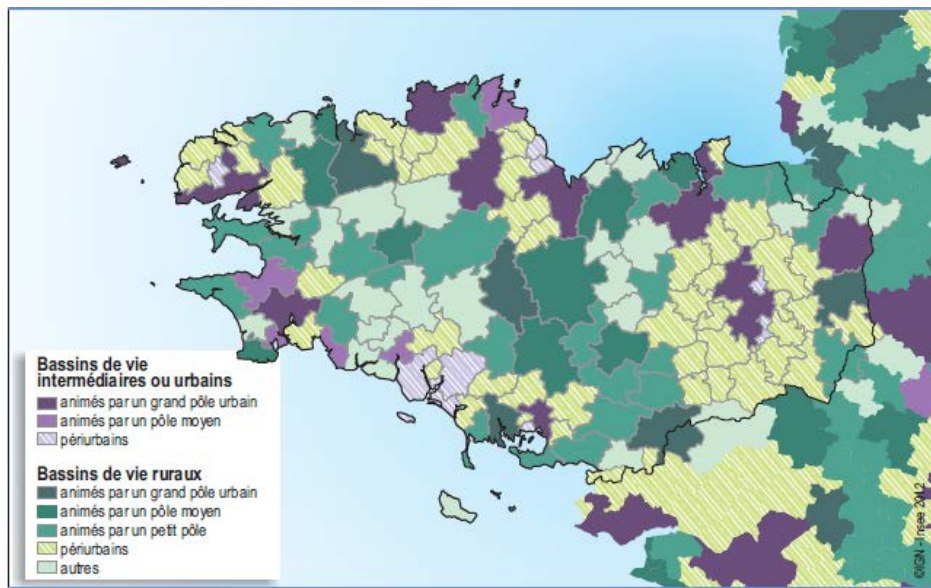 Bassins de vie
intermédiaires ou urbains
animés par un grand pôle urbain
animés par un pôle moyen
périurbains
Bassins de vie ruraux
animés par un grand pôle urbain
animés par un pôle moyen
animés par un petit pôle
périurbains
autres
©IGN - Insee 2012